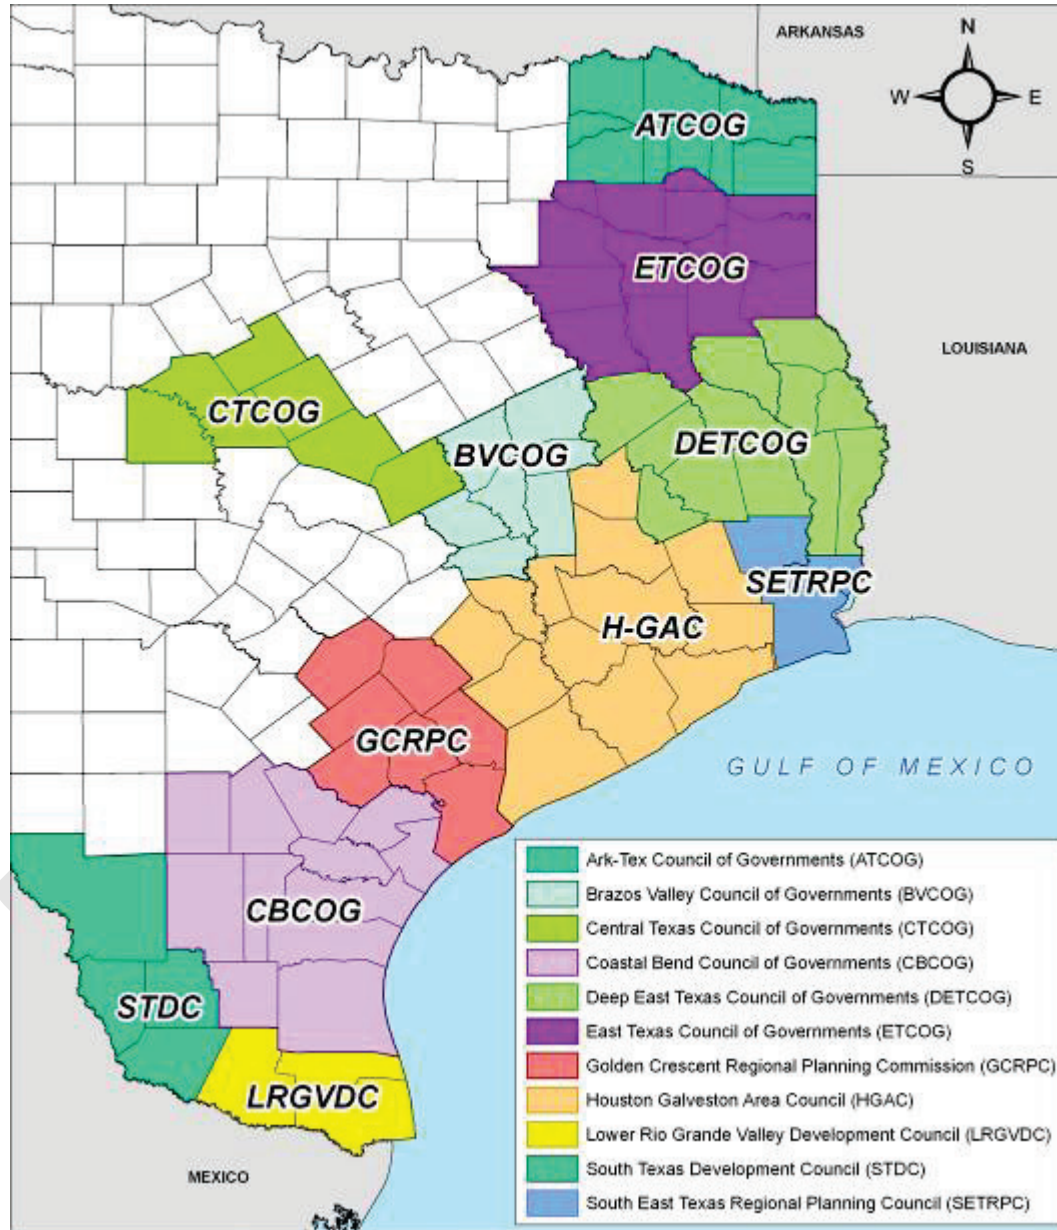 ARKANSAS
N
W
E
S
ATCOG
ETCOG
LOUISIANA
CTCOG
BVCOG
DETCOG
SETRPC
H-GAC
GCRPC
GULF OF MEXICO
CBCOG
STDC
LRGVDC
MEXICO
Ark-Tex Council of Governments (ATCOG)
Brazos Valley Council of Governments (BVCOG)
Central Texas Council of Governments (CTCOG)
Coastal Bend Council of Governments (CBCOG)
Deep East Texas Council of Governments (DETCOG)
East Texas Council of Governments (ETCOG)
Golden Crescent Regional Planning Commission (GCRPC)
Houston Galveston Area Council (HGAC)
Lower Rio Grande Valley Development Council (LRGVDC)
South Texas Development Council (STDC)
South East Texas Regional Planning Council (SETRPC)